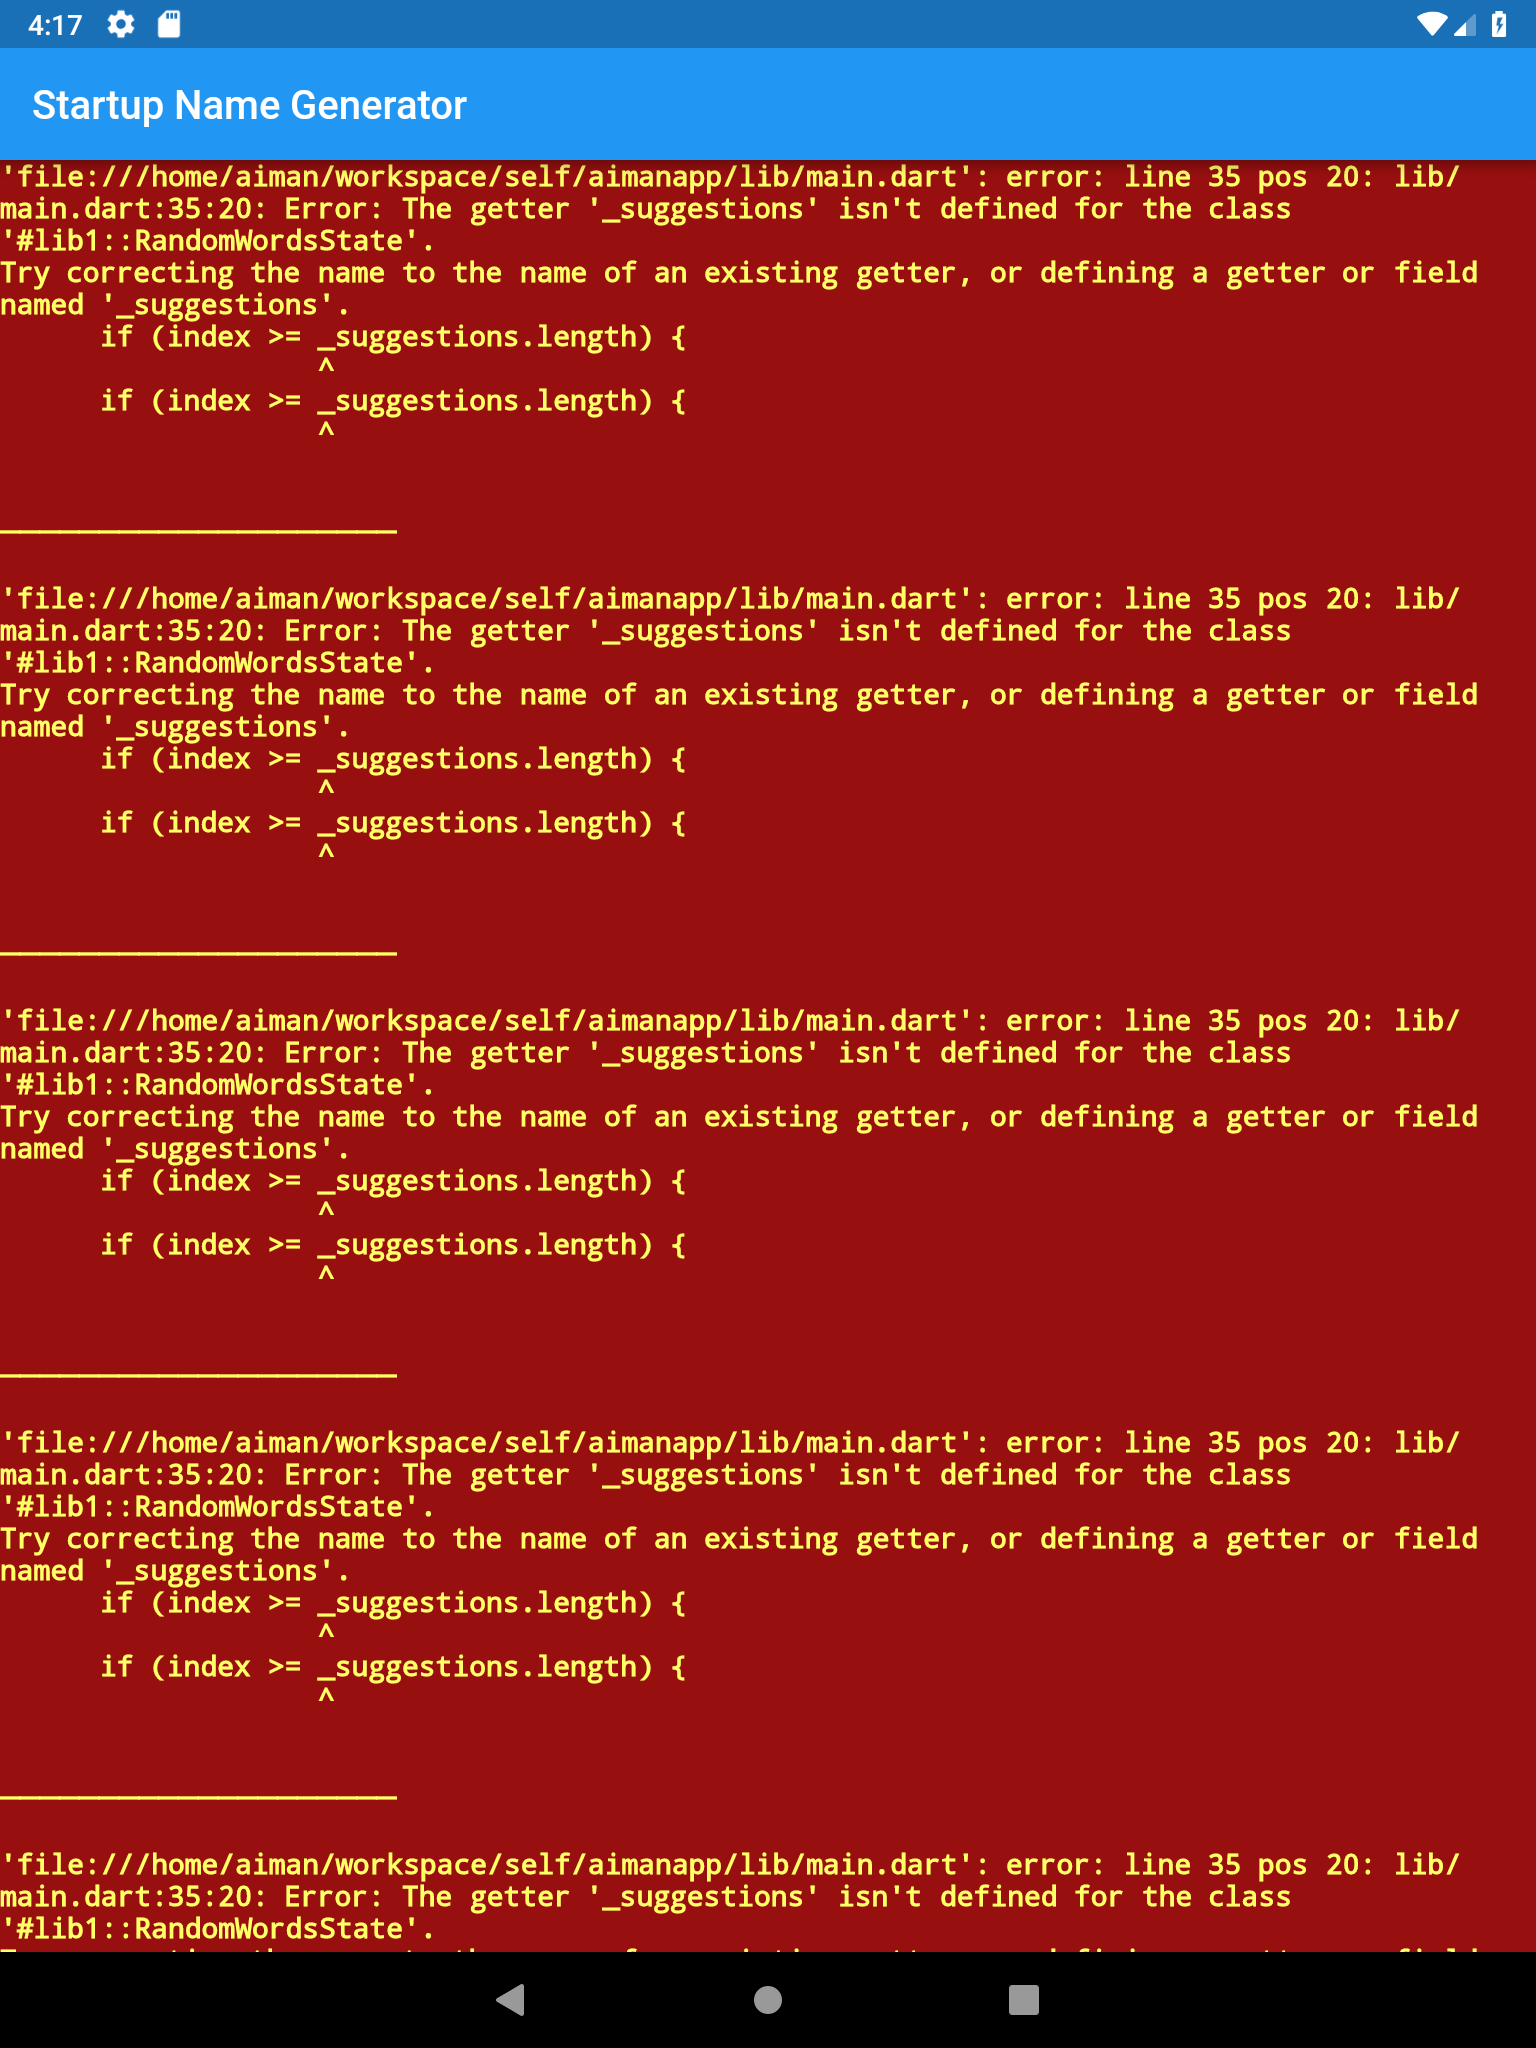 4:17
Startup Name Generator
'file:///home/aiman/workspace/self/aimanapp/lib/main.dart': error: line 35 pos 20: lib/
main.dart:35:20: Error: The getter '_suggestions' isn't defined for the class
'#lib1::RandomWordsState'.
Try correcting the name to the name of an existing getter, or defining a getter or field
named '_suggestions'.
      if (index >= _suggestions.length) {
                   ^
      if (index >= _suggestions.length) {
                   ^
────────────────────
'file:///home/aiman/workspace/self/aimanapp/lib/main.dart': error: line 35 pos 20: lib/
main.dart:35:20: Error: The getter '_suggestions' isn't defined for the class
'#lib1::RandomWordsState'.
Try correcting the name to the name of an existing getter, or defining a getter or field
named '_suggestions'.
      if (index >= _suggestions.length) {
                   ^
      if (index >= _suggestions.length) {
                   ^
────────────────────
'file:///home/aiman/workspace/self/aimanapp/lib/main.dart': error: line 35 pos 20: lib/
main.dart:35:20: Error: The getter '_suggestions' isn't defined for the class
'#lib1::RandomWordsState'.
Try correcting the name to the name of an existing getter, or defining a getter or field
named '_suggestions'.
      if (index >= _suggestions.length) {
                   ^
      if (index >= _suggestions.length) {
                   ^
────────────────────
'file:///home/aiman/workspace/self/aimanapp/lib/main.dart': error: line 35 pos 20: lib/
main.dart:35:20: Error: The getter '_suggestions' isn't defined for the class
'#lib1::RandomWordsState'.
Try correcting the name to the name of an existing getter, or defining a getter or field
named '_suggestions'.
      if (index >= _suggestions.length) {
                   ^
      if (index >= _suggestions.length) {
                   ^
────────────────────
'file:///home/aiman/workspace/self/aimanapp/lib/main.dart': error: line 35 pos 20: lib/
main.dart:35:20: Error: The getter '_suggestions' isn't defined for the class
'#lib1::RandomWordsState'.